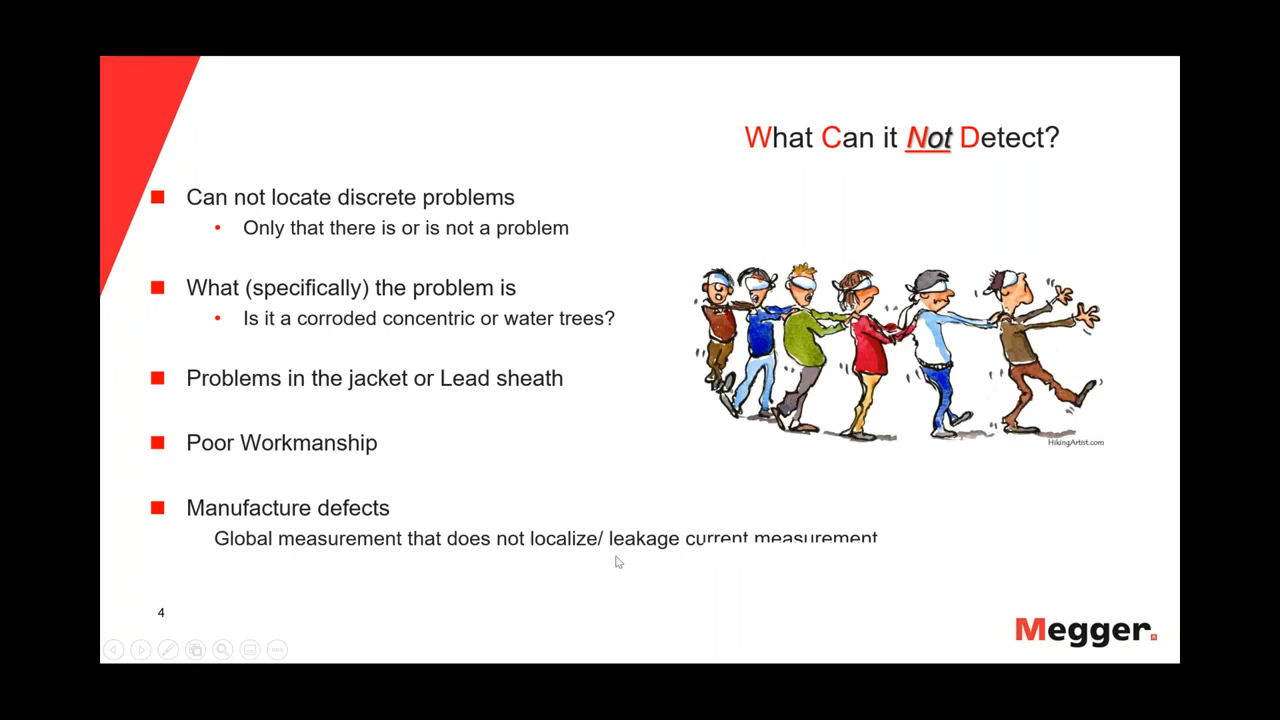 What Can it Not Detect?
Can not locate discrete problems
Only that there is or is not a problem
What (specifically) the problem is
Is it a corroded concentric or water trees?
Problems in the jacket or Lead sheath
Poor Workmanship
Manufacture defects
Global measurement that does not localize/ leakage current measurement
HikingArtist.com
4
Megger.